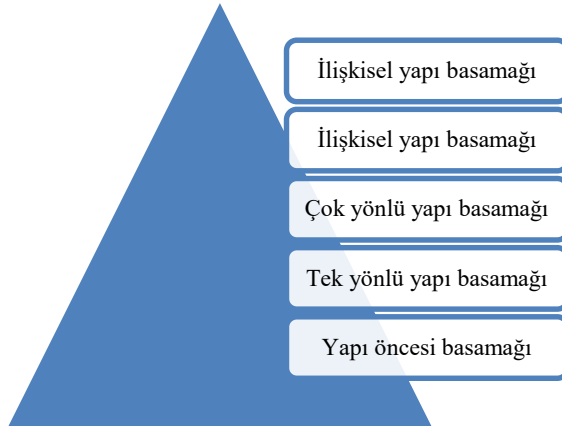 İlişkisel yapı basamağı
İlişkisel yapı basamağı
Çok yönlü yapı basamağı
Tek yönlü yapı basamağı
Yapı öncesi basamağı